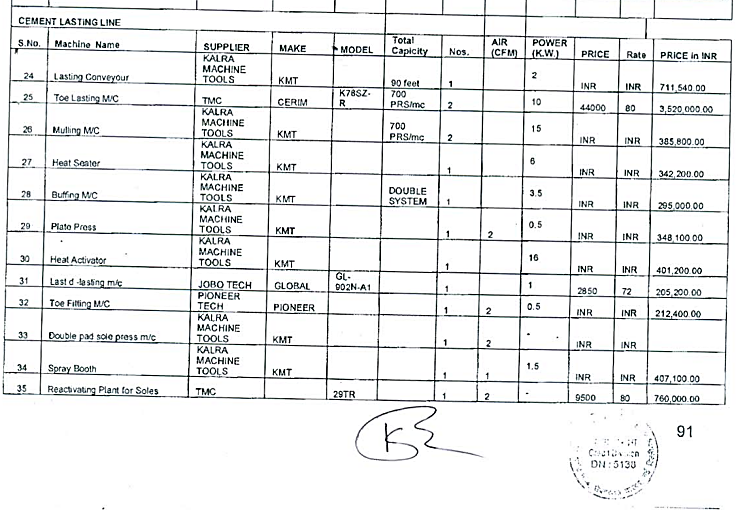 CEMENT LASTING LINE
S.No. Machine Name SUPPLIER MAKE MODEL Total Capicity Nos. AIR (CFM) POWER (K.W.) PRICE Rate PRICE in INR
24 Lasting Conveyour KALRA MACHINE TOOLS KMT 90 feet 1 2 INR INR 711,540.00
25 Toe Lasting M/C TMC CERIM K78SZ-R 700 PRS/mc 2 10 44000 80 3,520,000.00
26 Mulling M/C KALRA MACHINE TOOLS KMT 700 PRS/mc 2 15 INR INR 385,800.00
27 Heat Seater KALRA MACHINE TOOLS KMT 1 6 INR INR 342,200.00
28 Buffing M/C KALRA MACHINE TOOLS KMT DOUBLE SYSTEM 1 3.5 INR INR 295,000.00
29 Plate Press KALRA MACHINE TOOLS KMT 1 2 0.5 INR INR 348,100.00
30 Heat Activator KALRA MACHINE TOOLS KMT 1 16 INR INR 401,200.00
31 Last d -lasting m/c JOBO TECH GLOBAL GL-902N-A1 1 1 2850 72 205,200.00
32 Toe Filling M/C PIONEER TECH PIONEER 1 2 0.5 INR INR 212,400.00
33 Double pad sole press m/c KALRA MACHINE TOOLS KMT 1 2 - INR INR
34 Spray Booth KALRA MACHINE TOOLS KMT 1 1 1.5 INR INR 407,100.00
35 Reactivating Plant for Soles TMC 29TR 1 2 - 9500 80 760,000.00
91
DN : 5130